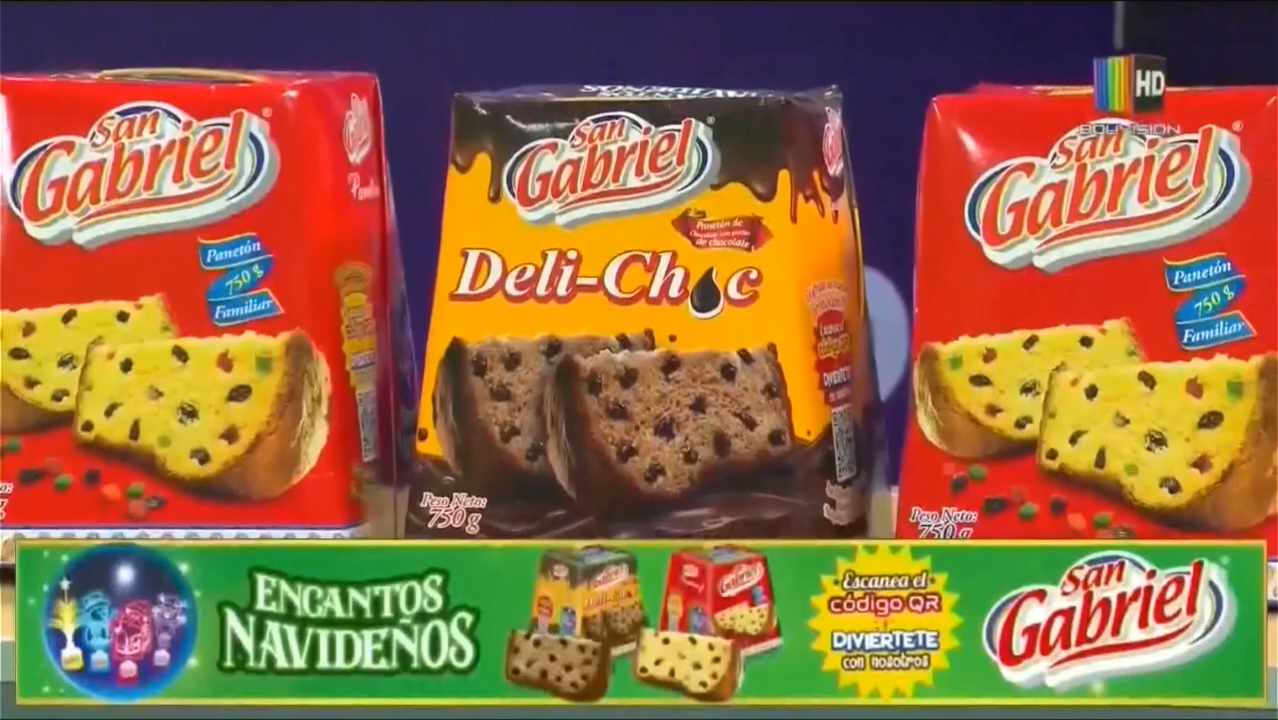 San
Gabriel
Panetón
750 g
Familiar
San
Gabriel
Panetón de
Chocolate con gotas
de chocolate
Deli-Choc
Peso Neto:
750 g
DIVIÉRTETE
HD
BOLIVISION
San
Gabriel
Panetón
750 g
Familiar
Peso Neto:
750 g
ENCANTOS
NAVIDEÑOS
Escanea el
código QR
DIVIÉRTETE
con nosotros
San
Gabriel